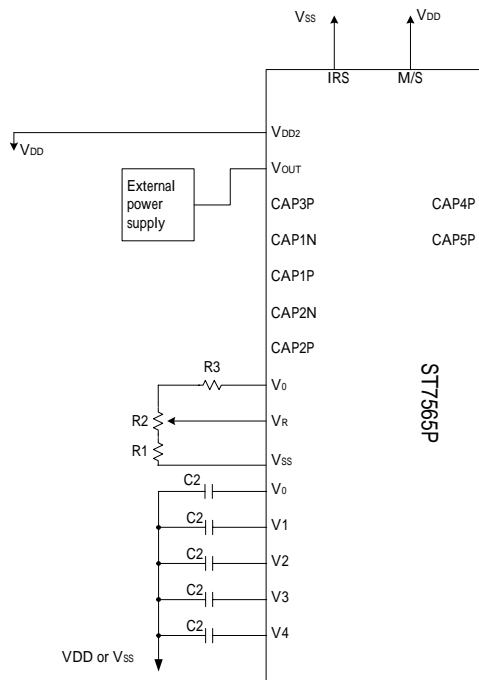 VSS
VDD
IRS
M/S
VDD2
VDD
VOUT
External
power
supply
CAP3P
CAP4P
CAP1N
CAP5P
CAP1P
CAP2N
CAP2P
ST7565P
R3
V0
R2
VR
R1
VSS
C2
V0
C2
V1
C2
V2
C2
V3
C2
V4
VDD or VSS